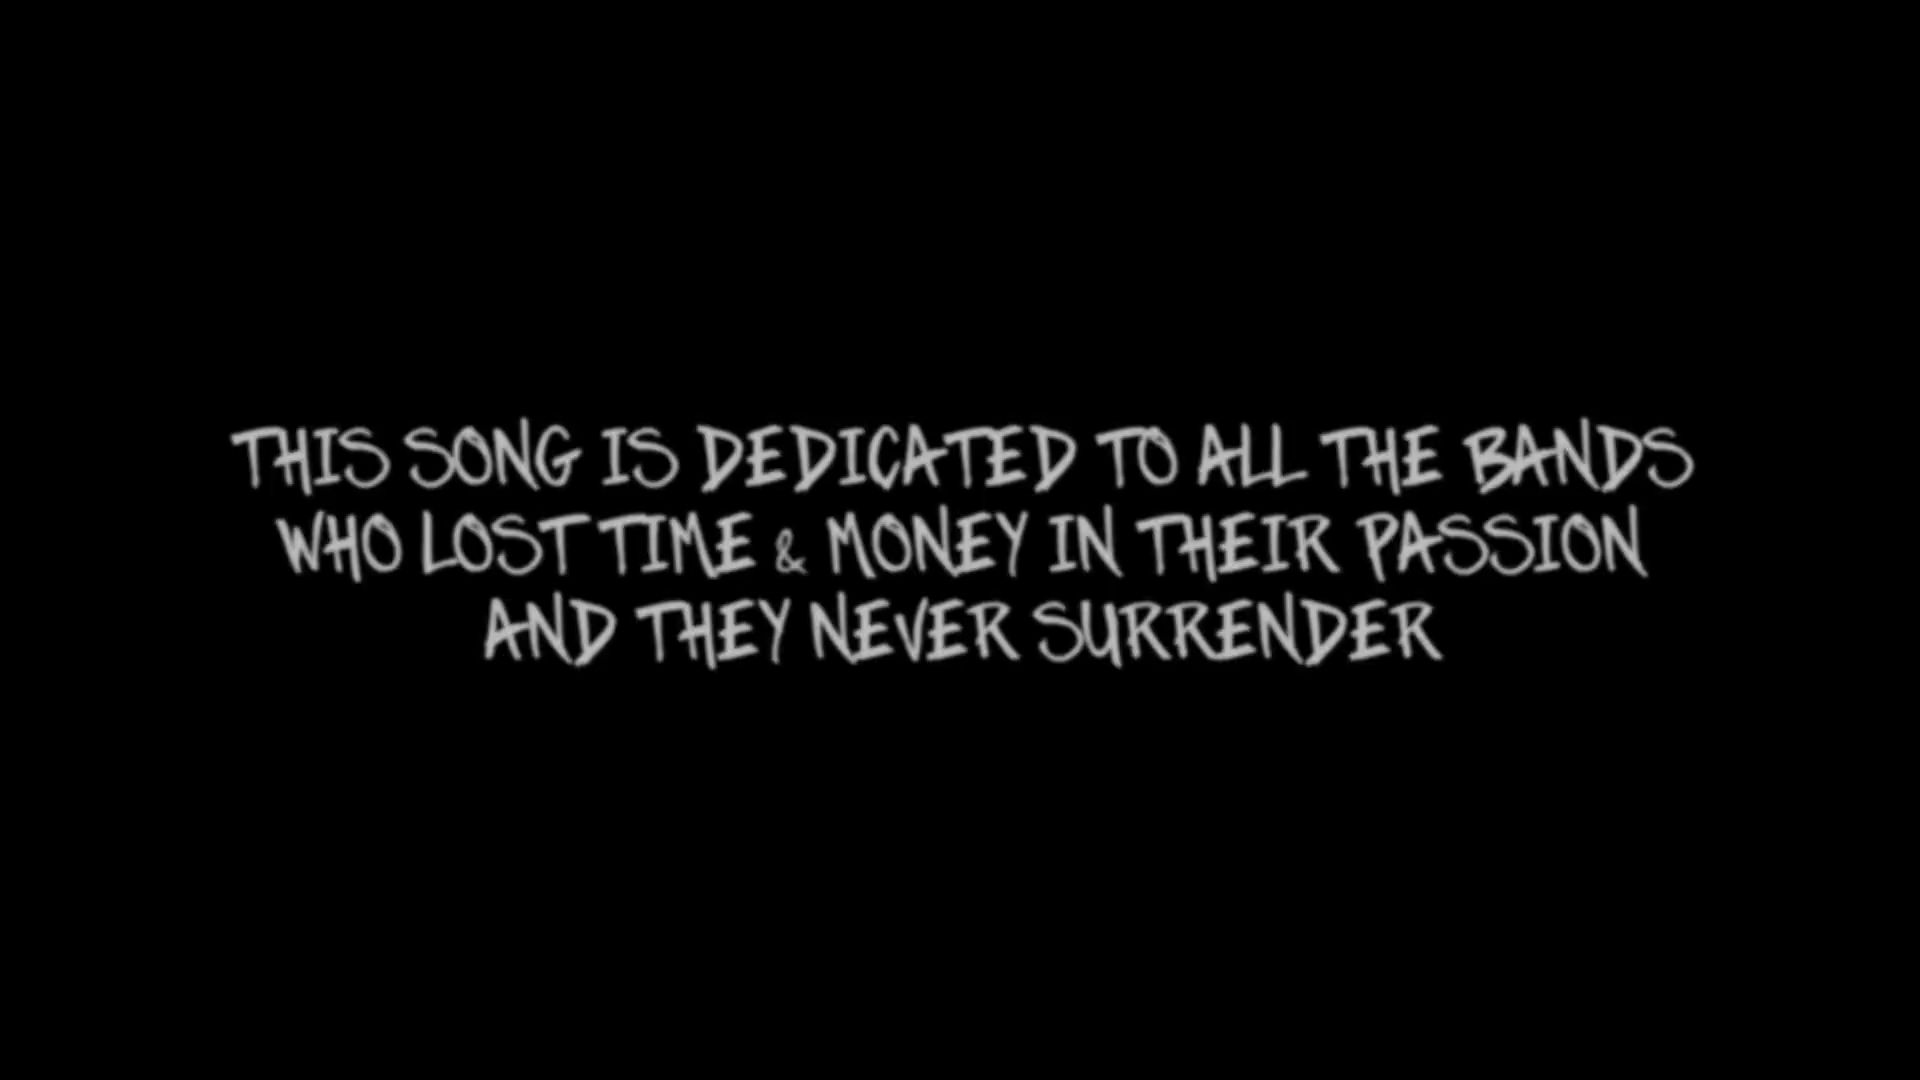 THIS SONG IS DEDICATED TO ALL THE BANDS
WHO LOST TIME & MONEY IN THEIR PASSION
AND THEY NEVER SURRENDER